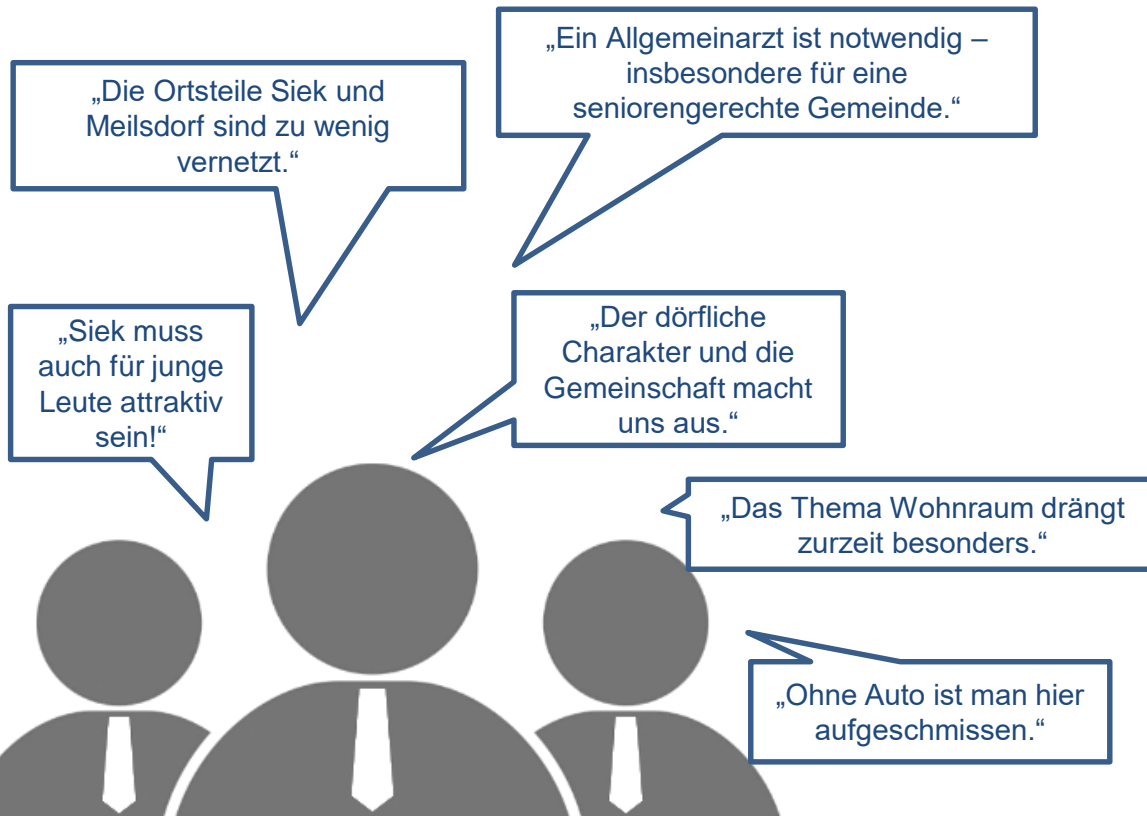 „Ein Allgemeinarzt ist notwendig –
insbesondere für eine
seniorengerechte Gemeinde.“
„Die Ortsteile Siek und
Meilsdorf sind zu wenig
vernetzt.“
„Der dörfliche
Charakter und die
Gemeinschaft macht
uns aus.“
„Siek muss
auch für junge
Leute attraktiv
sein!“
„Das Thema Wohnraum drängt
zurzeit besonders.“
„Ohne Auto ist man hier
aufgeschmissen.“